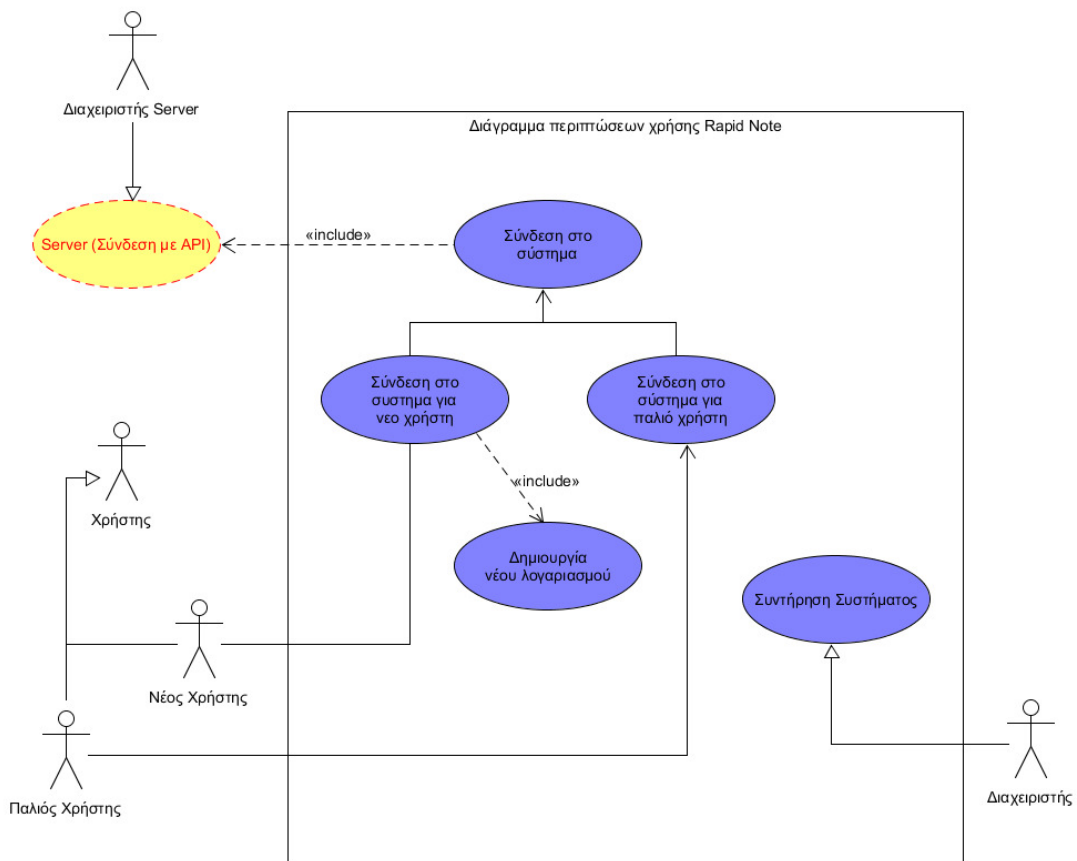 Διαχειριστής Server
Διάγραμμα περιπτώσεων χρήσης Rapid Note
Server (Σύνδεση με API)
«include»
Σύνδεση στο
σύστημα
Σύνδεση στο
συστημα για
νεο χρήστη
Σύνδεση στο
σύστημα για
παλιό χρήστη
«include»
Χρήστης
Δημιουργία
νέου λογαριασμού
Συντήρηση Συστήματος
Νέος Χρήστης
Παλιός Χρήστης
Διαχειριστής